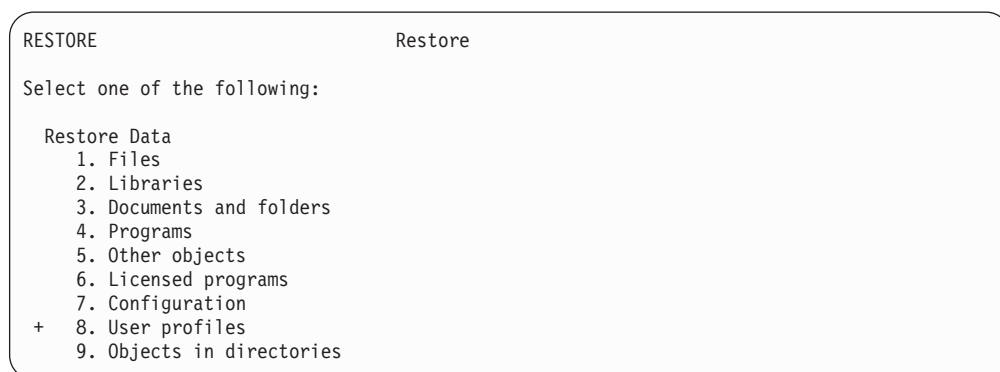 RESTORE Restore
Select one of the following:
Restore Data
1. Files
2. Libraries
3. Documents and folders
4. Programs
5. Other objects
6. Licensed programs
7. Configuration
+ 8. User profiles
9. Objects in directories